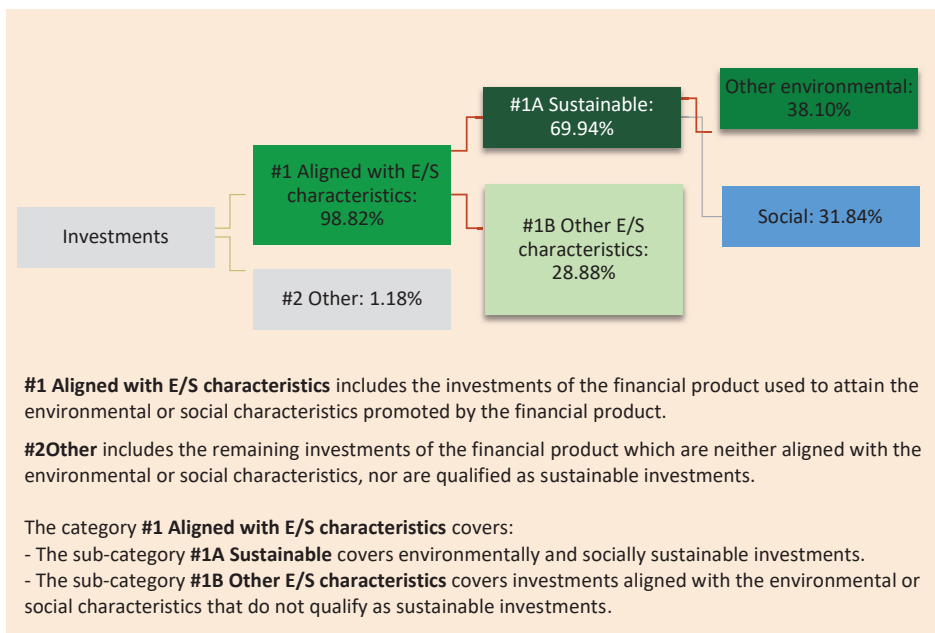 Investments
#1 Aligned with E/S
characteristics:
98.82%
#2 Other: 1.18%
#1A Sustainable:
69.94%
#1B Other E/S
characteristics:
28.88%
Other environmental:
38.10%
Social: 31.84%
#1 Aligned with E/S characteristics includes the investments of the financial product used to attain the
environmental or social characteristics promoted by the financial product.
#2Other includes the remaining investments of the financial product which are neither aligned with the
environmental or social characteristics, nor are qualified as sustainable investments.
The category #1 Aligned with E/S characteristics covers:
- The sub-category #1A Sustainable covers environmentally and socially sustainable investments.
- The sub-category #1B Other E/S characteristics covers investments aligned with the environmental or
social characteristics that do not qualify as sustainable investments.